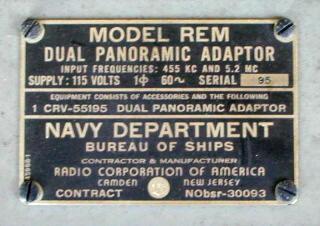 MODEL REM
DUAL PANORAMIC ADAPTOR
INPUT FREQUENCIES: 455 KC AND 5.2 MC
SUPPLY: 115 VOLTS 1ϕ 60~ SERIAL 95
EQUIPMENT CONSISTS OF ACCESSORIES AND THE FOLLOWING
1 CRV-55195 DUAL PANORAMIC ADAPTOR
NAVY DEPARTMENT
BUREAU OF SHIPS
CONTRACTOR & MANUFACTURER
RADIO CORPORATION OF AMERICA
CAMDEN NEW JERSEY
CONTRACT NObsr-30093